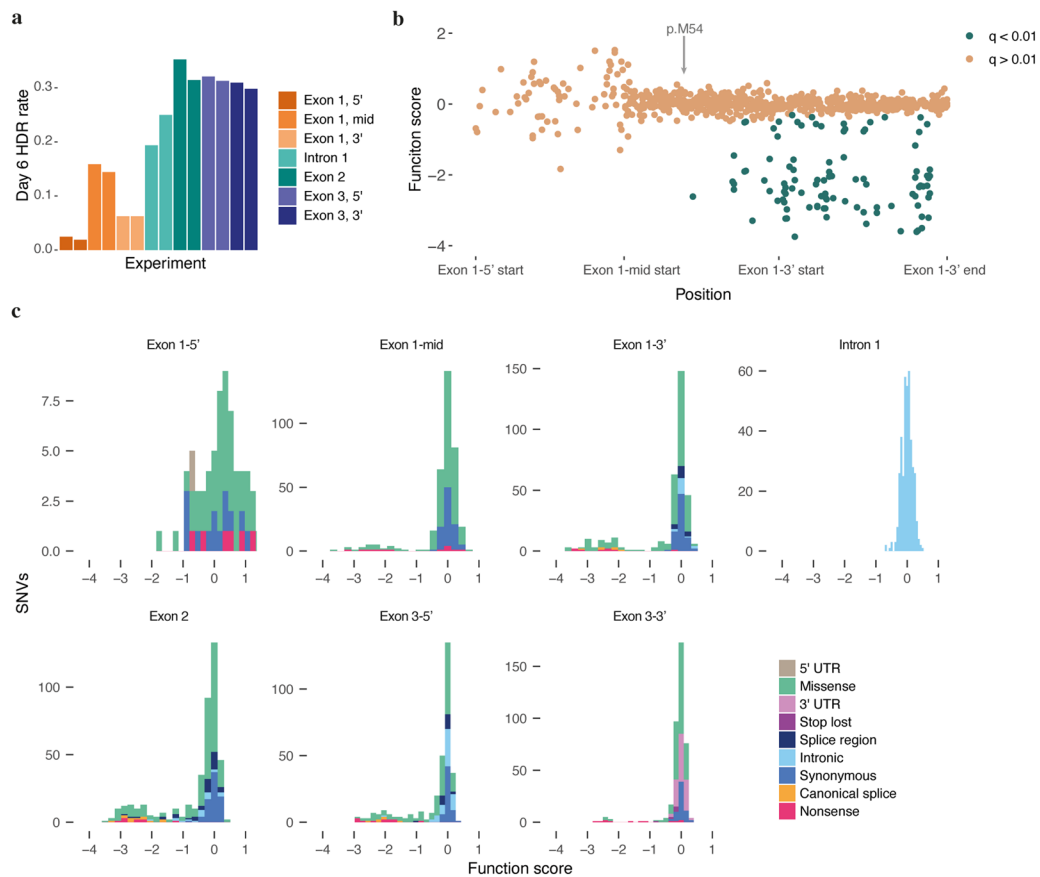 a
Day 6 HDR rate
0.3
0.2
0.1
0.0
Experiment
Exon 1, 5'
Exon 1, mid
Exon 1, 3'
Intron 1
Exon 2
Exon 3, 5'
Exon 3, 3'
b
Funciton score
2
0
−2
−4
p.M54
q < 0.01
q > 0.01
Exon 1-5' start
Exon 1-mid start
Exon 1-3' start
Exon 1-3' end
Position
c
SNVs
Exon 1-5'
7.5
5.0
2.5
0.0
−4 −3 −2 −1 0 1
Exon 1-mid
100
50
0
−4 −3 −2 −1 0 1
Exon 1-3'
150
100
50
0
−4 −3 −2 −1 0 1
Intron 1
60
40
20
0
−4 −3 −2 −1 0 1
Exon 2
100
50
0
−4 −3 −2 −1 0 1
Exon 3-5'
100
50
0
−4 −3 −2 −1 0 1
Exon 3-3'
150
100
50
0
−4 −3 −2 −1 0 1
Function score
5' UTR
Missense
3' UTR
Stop lost
Splice region
Intronic
Synonymous
Canonical splice
Nonsense